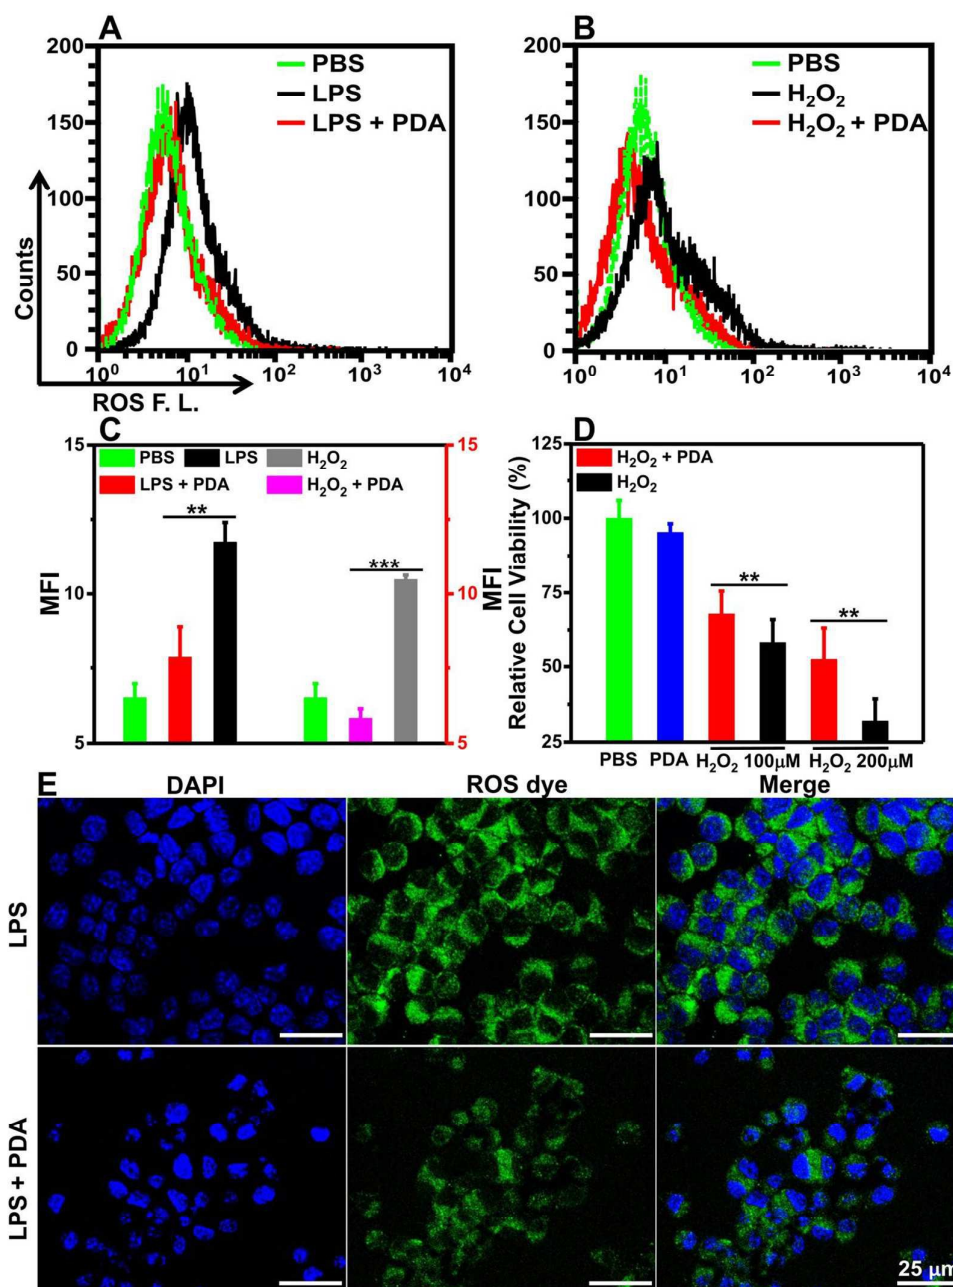 A
200
150
100
50
0
Counts
PBS
LPS
LPS + PDA
10⁰ 10¹ 10² 10³ 10⁴
ROS F. L.
B
200
150
100
50
0
PBS
H₂O₂
H₂O₂ + PDA
10⁰ 10¹ 10² 10³ 10⁴
C
15
10
5
MFI
PBS LPS H₂O₂
LPS + PDA H₂O₂ + PDA
**
***
15
10
5
MFI
D
125
100
75
50
25
Relative Cell Viability (%)
H₂O₂ + PDA
H₂O₂
**
**
PBS PDA H₂O₂ 100μM H₂O₂ 200μM
E
DAPI ROS dye Merge
LPS
LPS + PDA
25 μm